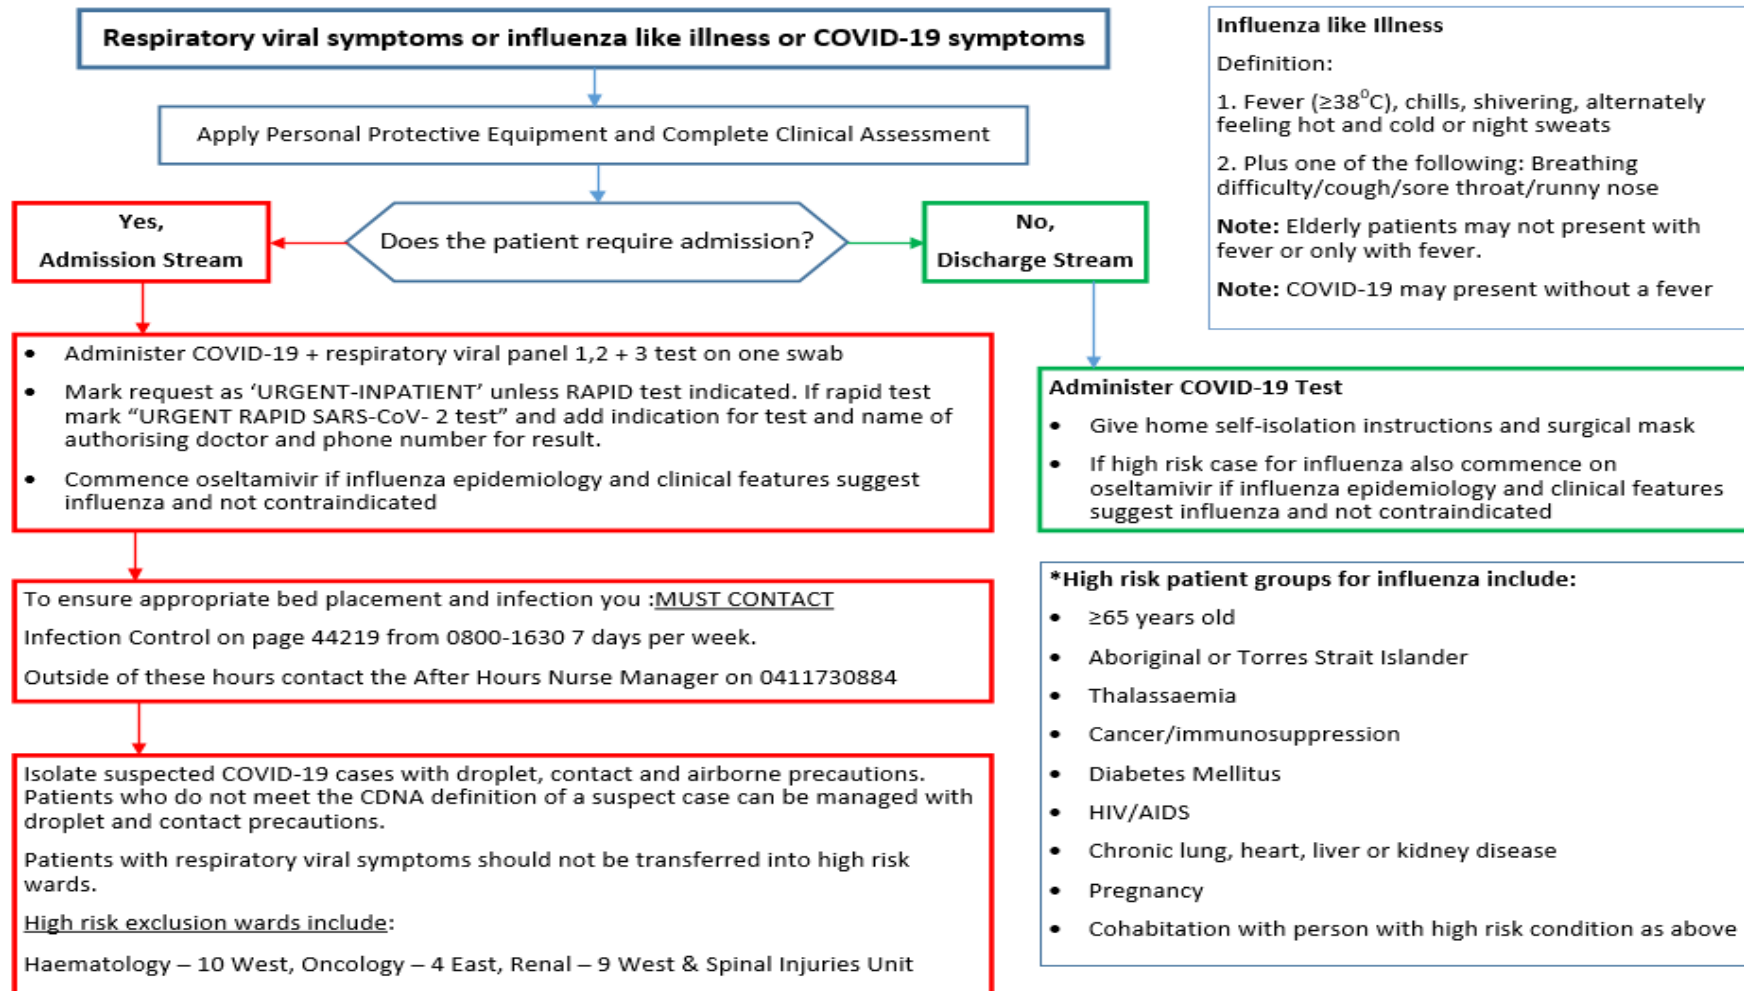 Respiratory viral symptoms or influenza like illness or COVID-19 symptoms
Apply Personal Protective Equipment and Complete Clinical Assessment
Does the patient require admission?
Yes,
Admission Stream
No,
Discharge Stream
• Administer COVID-19 + respiratory viral panel 1,2 + 3 test on one swab
• Mark request as ‘URGENT-INPATIENT’ unless RAPID test indicated. If rapid test
mark “URGENT RAPID SARS-CoV- 2 test” and add indication for test and name of
authorising doctor and phone number for result.
• Commence oseltamivir if influenza epidemiology and clinical features suggest
influenza and not contraindicated
To ensure appropriate bed placement and infection you :MUST CONTACT
Infection Control on page 44219 from 0800-1630 7 days per week.
Outside of these hours contact the After Hours Nurse Manager on 0411730884
Isolate suspected COVID-19 cases with droplet, contact and airborne precautions.
Patients who do not meet the CDNA definition of a suspect case can be managed with
droplet and contact precautions.
Patients with respiratory viral symptoms should not be transferred into high risk
wards.
High risk exclusion wards include:
Haematology – 10 West, Oncology – 4 East, Renal – 9 West & Spinal Injuries Unit
Influenza like Illness
Definition:
1. Fever (≥38⁰C), chills, shivering, alternately
feeling hot and cold or night sweats
2. Plus one of the following: Breathing
difficulty/cough/sore throat/runny nose
Note: Elderly patients may not present with
fever or only with fever.
Note: COVID-19 may present without a fever
Administer COVID-19 Test
• Give home self-isolation instructions and surgical mask
• If high risk case for influenza also commence on
oseltamivir if influenza epidemiology and clinical features
suggest influenza and not contraindicated
*High risk patient groups for influenza include:
• ≥65 years old
• Aboriginal or Torres Strait Islander
• Thalassaemia
• Cancer/immunosuppression
• Diabetes Mellitus
• HIV/AIDS
• Chronic lung, heart, liver or kidney disease
• Pregnancy
• Cohabitation with person with high risk condition as above